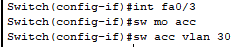 Switch(config-if)#int fa0/3
Switch(config-if)#sw mo acc
Switch(config-if)#sw acc vlan 30